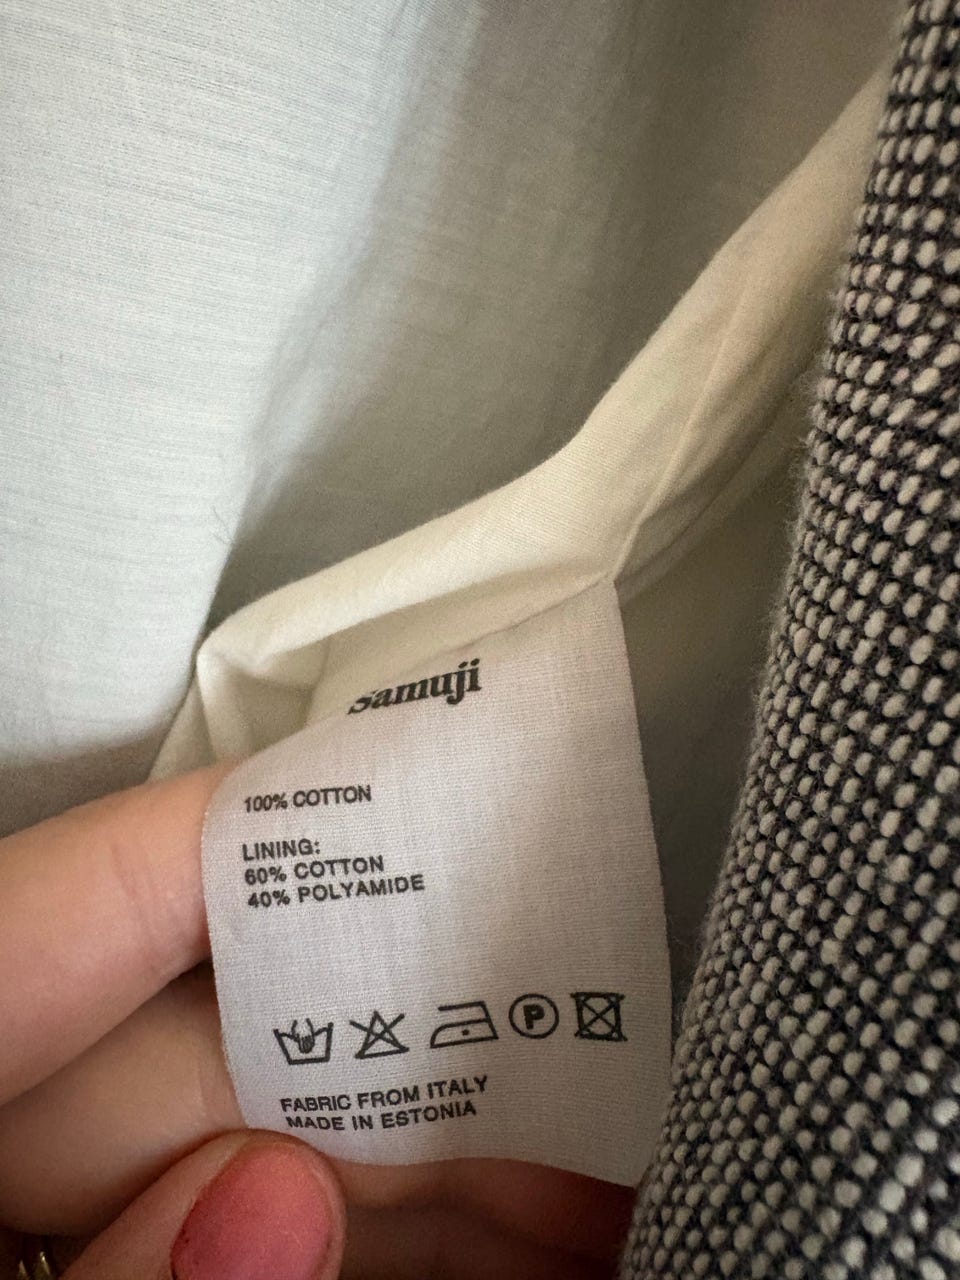 Samuji
100% COTTON
LINING:
60% COTTON
40% POLYAMIDE
P
FABRIC FROM ITALY
MADE IN ESTONIA